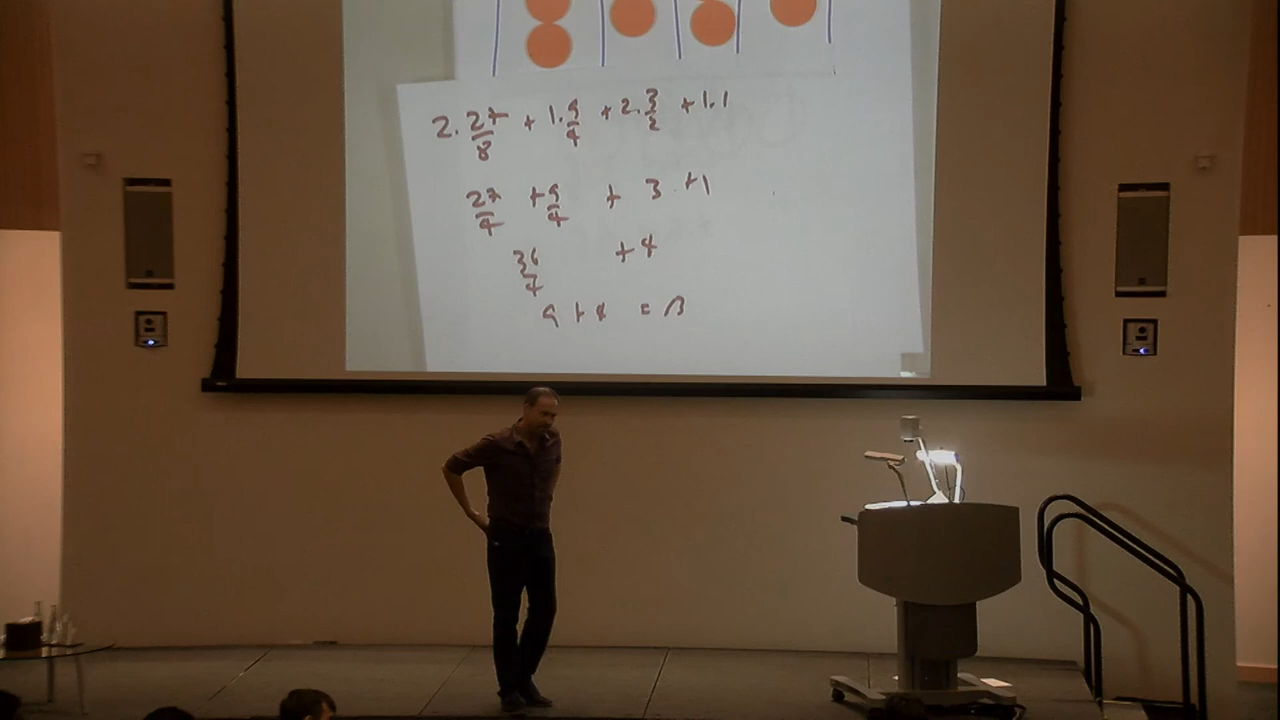 2. 27/8 + 1. 9/4 + 2. 3/2 + 1.1
27/4 + 9/4 + 3 + 1
36/4 + 4
9 + 4 = 13